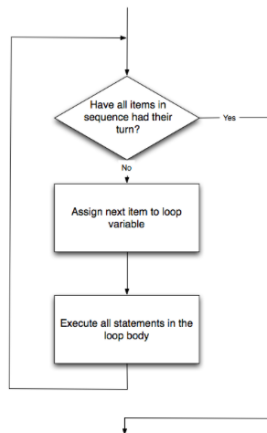 Have all items in
sequence had their
turn?
Yes
No
Assign next item to loop
variable
Execute all statements in the
loop body